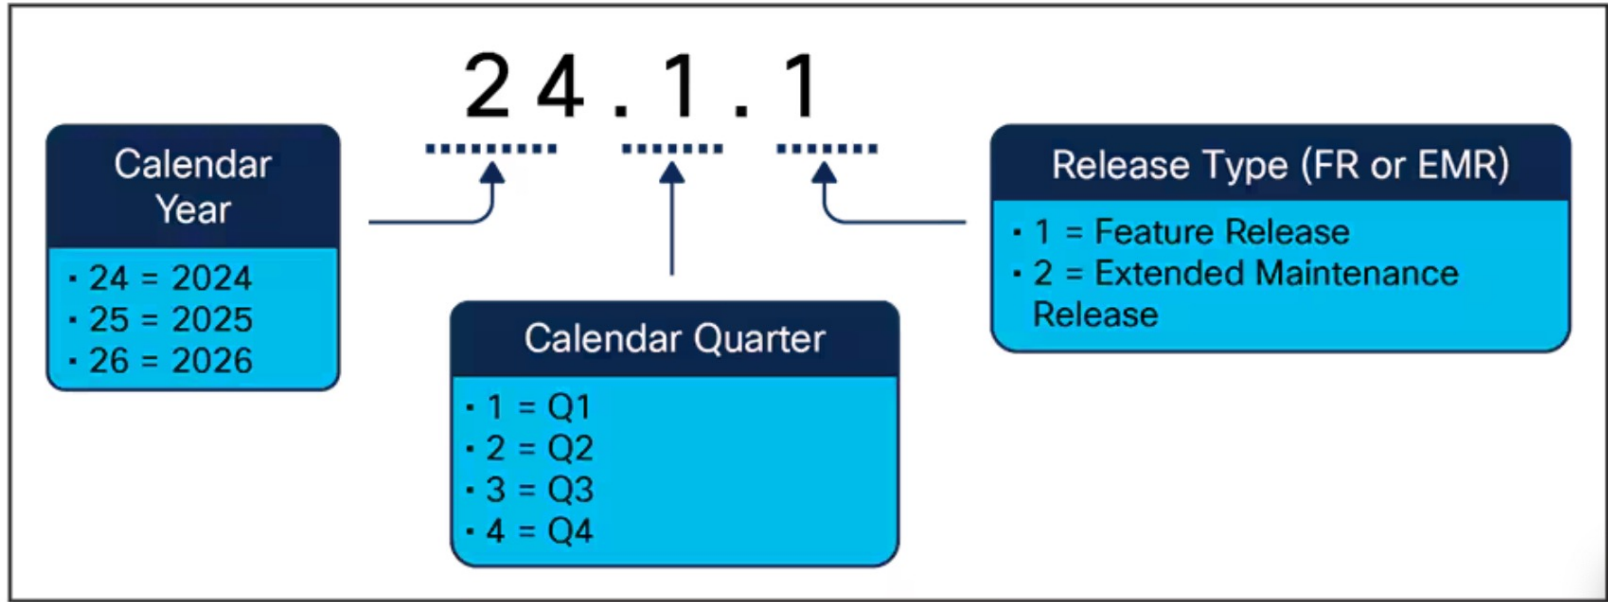 24.1.1
Calendar
Year
· 24 = 2024
· 25 = 2025
· 26 = 2026
Calendar Quarter
· 1 = Q1
· 2 = Q2
· 3 = Q3
· 4 = Q4
Release Type (FR or EMR)
· 1 = Feature Release
· 2 = Extended Maintenance
Release